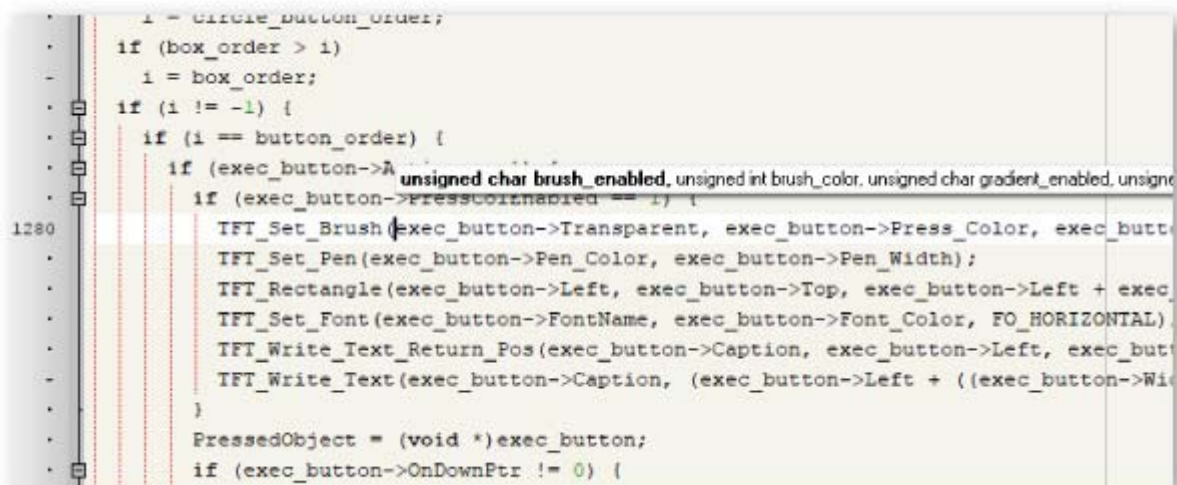 i = circle_button_order;
if (box_order > i)
i = box_order;
if (i != -1) {
if (i == button_order) {
if (exec_button->A
unsigned char brush_enabled, unsigned int brush_color, unsigned char gradient_enabled, unsigne
if (exec_button->PressColEnabled == 1) {
1280 TFT_Set_Brush(exec_button->Transparent, exec_button->Press_Color, exec_butto
TFT_Set_Pen(exec_button->Pen_Color, exec_button->Pen_Width);
TFT_Rectangle(exec_button->Left, exec_button->Top, exec_button->Left + exec_
TFT_Set_Font(exec_button->FontName, exec_button->Font_Color, FO_HORIZONTAL)
TFT_Write_Text_Return_Pos(exec_button->Caption, exec_button->Left, exec_butt
TFT_Write_Text(exec_button->Caption, (exec_button->Left + ((exec_button->Wi
}
PressedObject = (void *)exec_button;
if (exec_button->OnDownPtr != 0) {